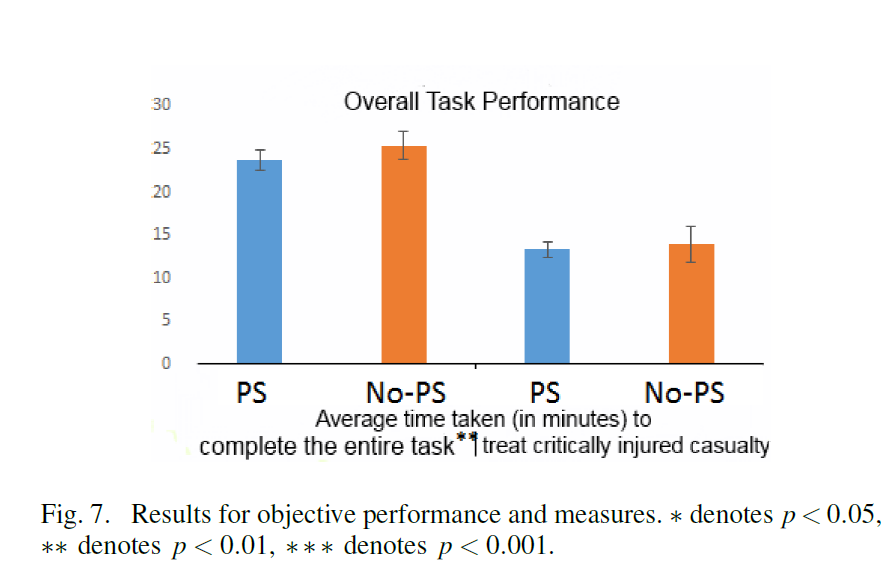 Overall Task Performance
30
25
20
15
10
5
0
PS No-PS PS No-PS
Average time taken (in minutes) to
complete the entire task** treat critically injured casualty
Fig. 7. Results for objective performance and measures. ∗ denotes p < 0.05,
∗∗ denotes p < 0.01, ∗∗∗ denotes p < 0.001.